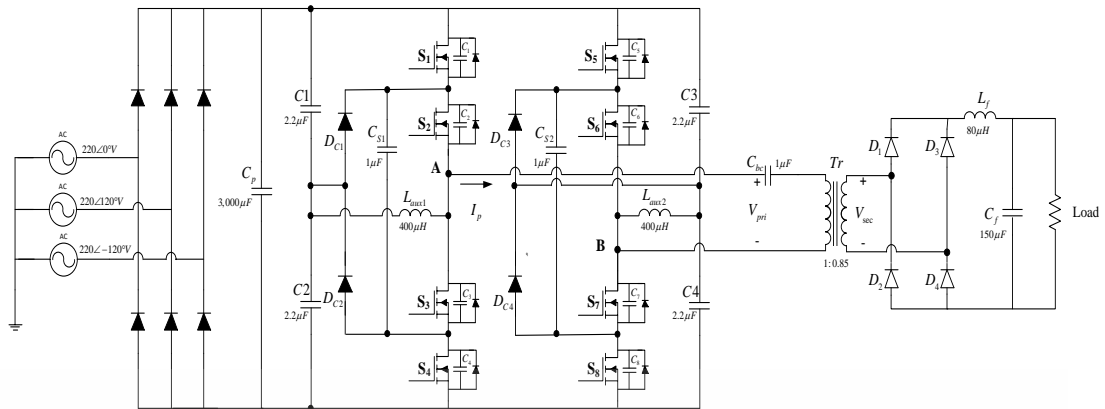 AC
220∠0°V
AC
220∠120°V
AC
220∠−120°V
C_p
3,000μF
C1
2.2μF
C2
2.2μF
D_C1
D_C2
C_S1
1μF
L_aux1
400μH
S_1
C_1
S_2
C_2
A
I_p
S_3
C_3
S_4
C_4
D_C3
D_C4
C_S2
1μF
S_5
C_5
S_6
C_6
L_aux2
400μH
B
S_7
C_7
S_8
C_8
C3
2.2μF
C4
2.2μF
C_bc
1μF
+
V_pri
-
Tr
1:0.85
+
V_sec
-
D_1
D_3
D_2
D_4
L_f
80μH
C_f
150μF
Load